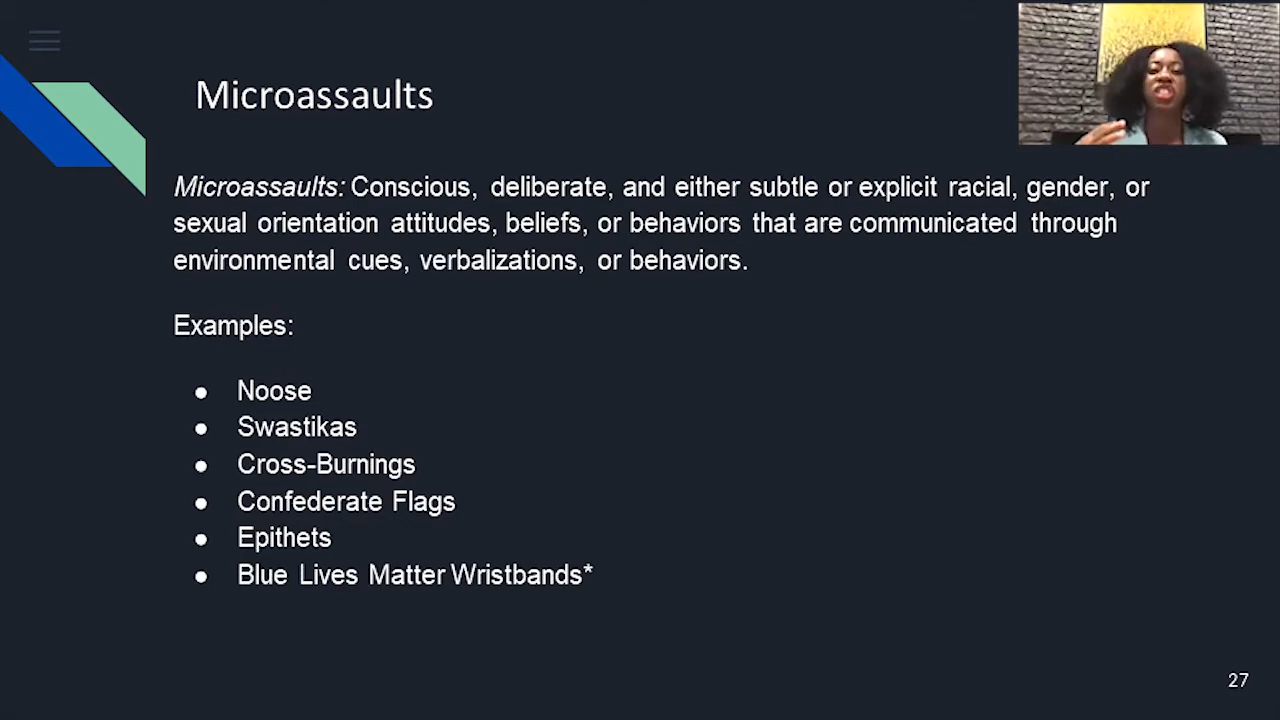 Microassaults
Microassaults: Conscious, deliberate, and either subtle or explicit racial, gender, or
sexual orientation attitudes, beliefs, or behaviors that are communicated through
environmental cues, verbalizations, or behaviors.
Examples:
● Noose
● Swastikas
● Cross-Burnings
● Confederate Flags
● Epithets
● Blue Lives Matter Wristbands*
27